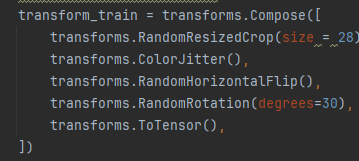 transform_train = transforms.Compose([
    transforms.RandomResizedCrop(size = 28)
    transforms.ColorJitter(),
    transforms.RandomHorizontalFlip(),
    transforms.RandomRotation(degrees=30),
    transforms.ToTensor(),
])